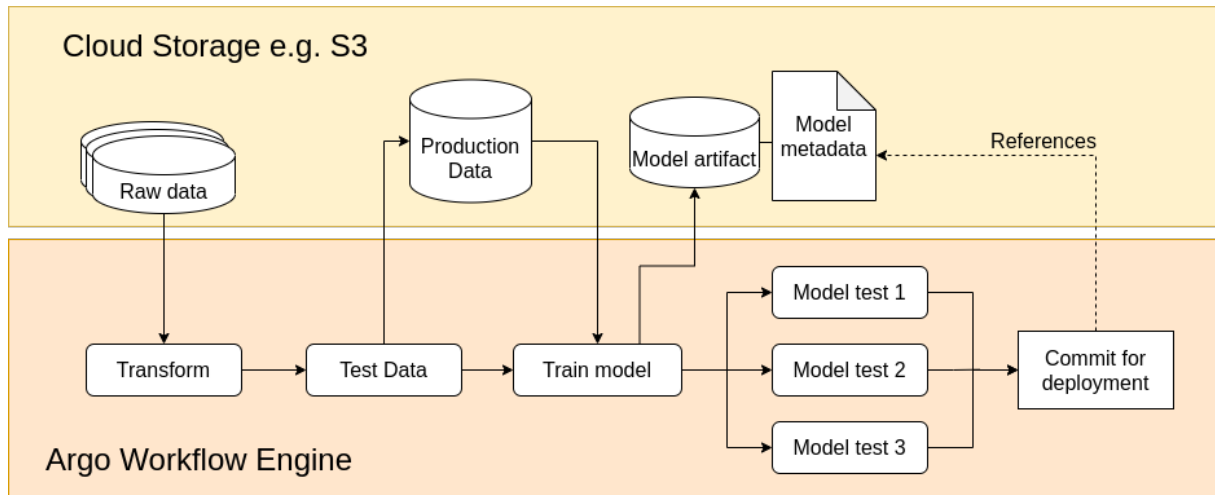 Cloud Storage e.g. S3
Raw data
Production
Data
Model artifact
Model
metadata
References
Transform
Test Data
Train model
Model test 1
Model test 2
Model test 3
Commit for
deployment
Argo Workflow Engine